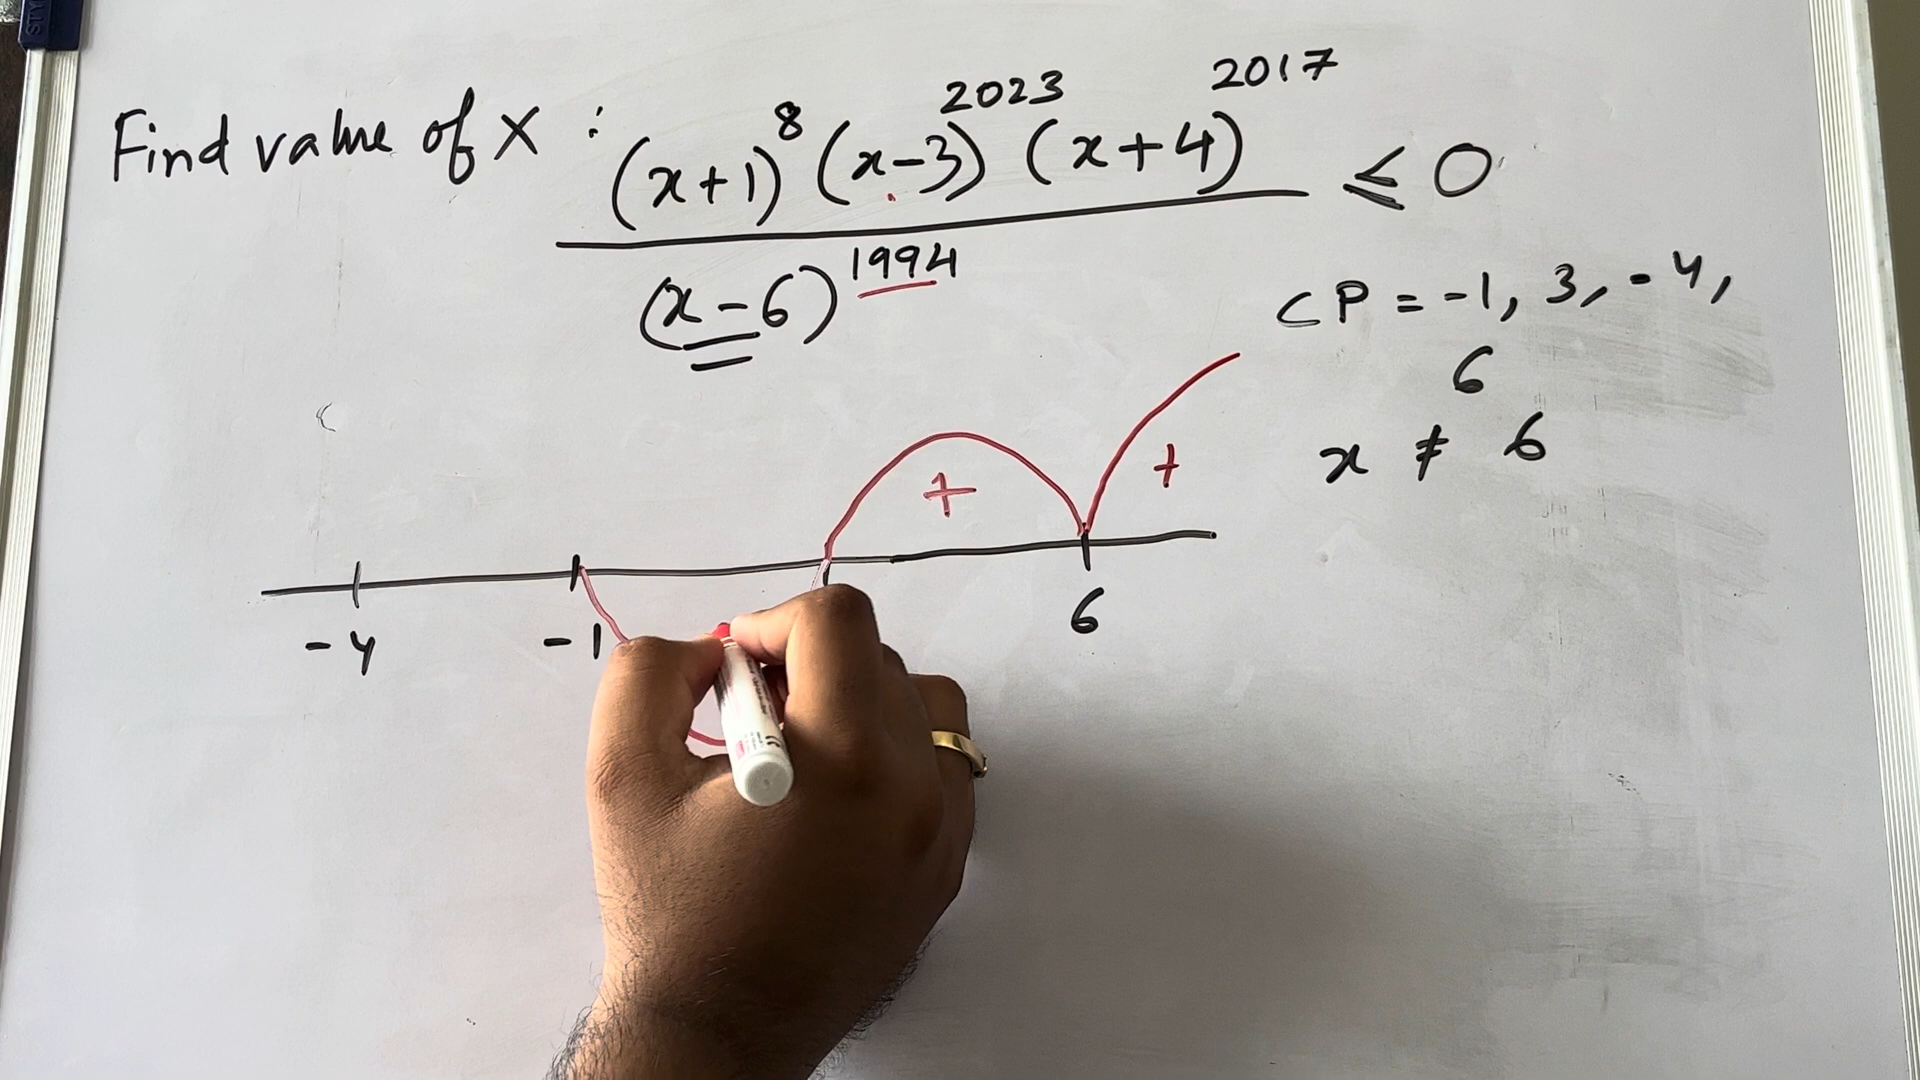 Find value of X : (x+1)^8 (x-3)^2023 (x+4)^2017 / (x-6)^1994 ≤ 0
CP = -1, 3, -4,
6
x ≠ 6
+ +
-4 -1 6